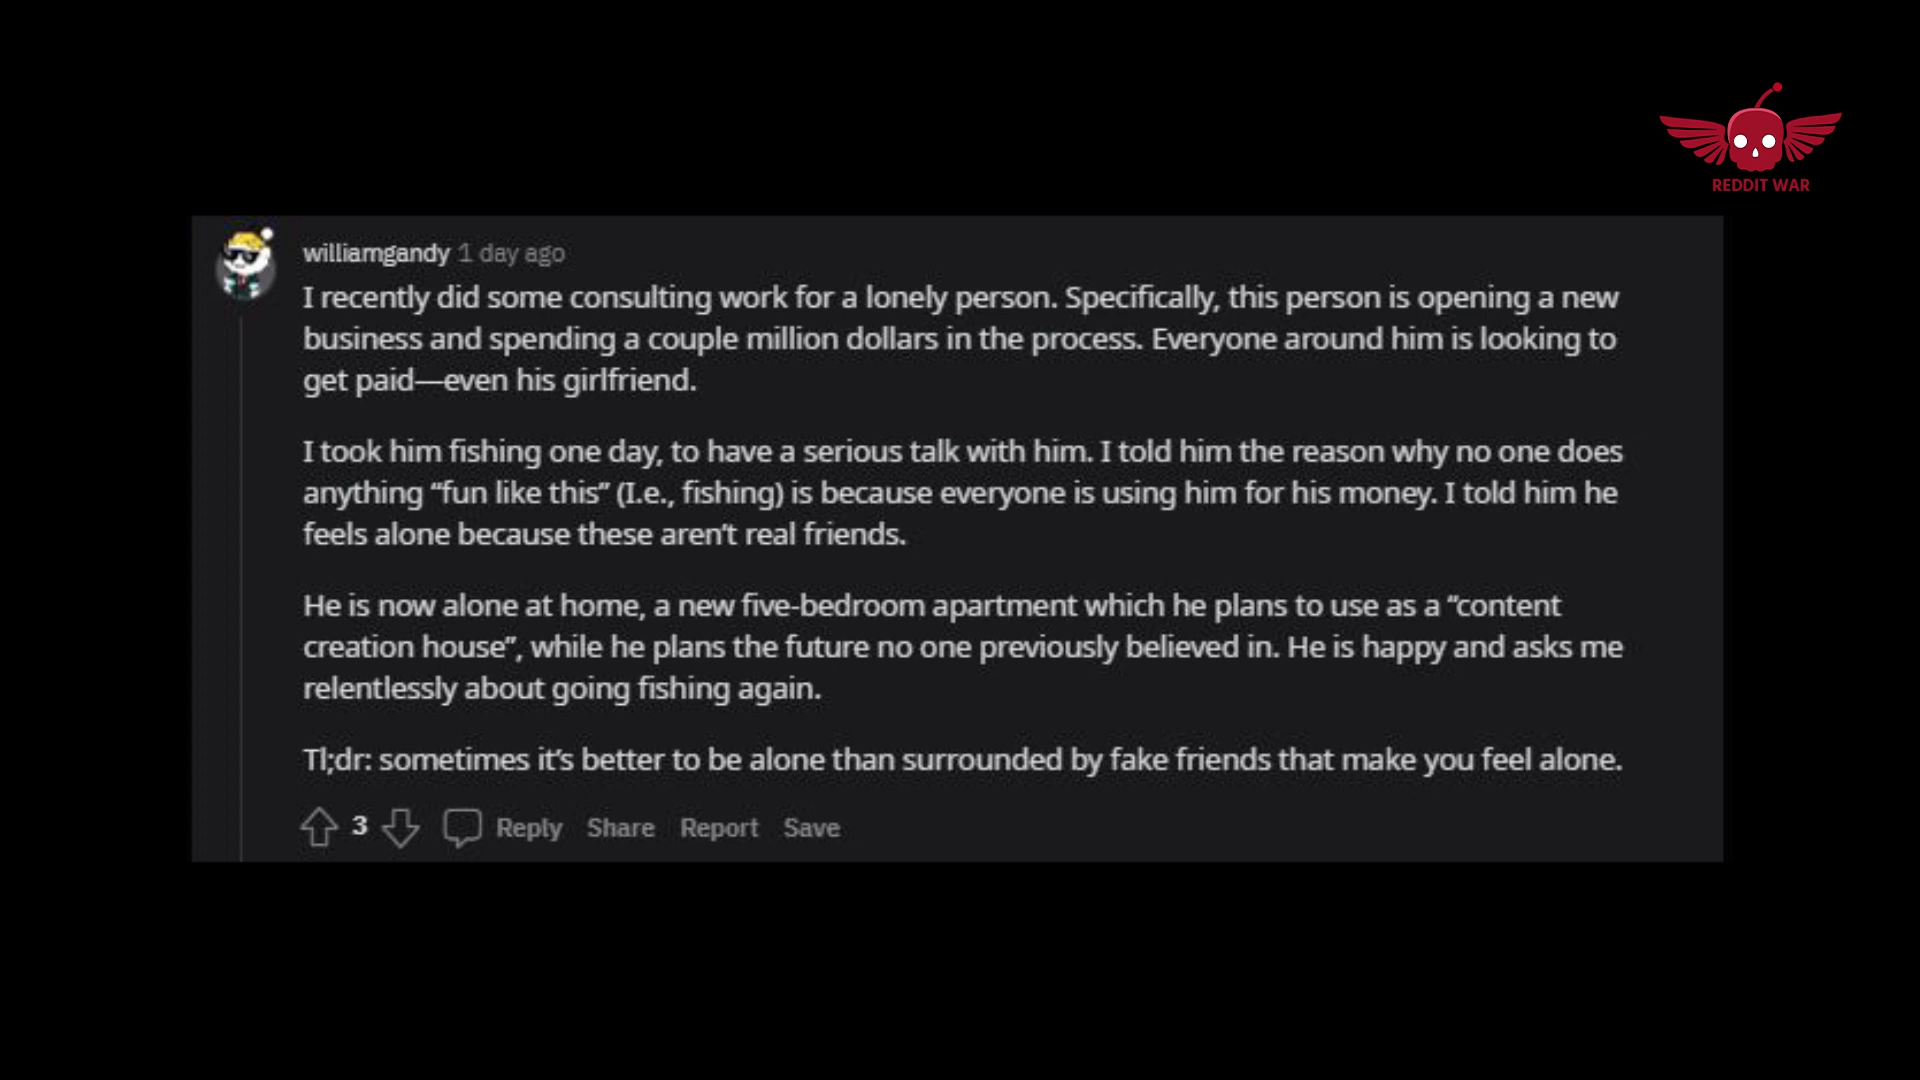 REDDIT WAR
williamgandy 1 day ago
I recently did some consulting work for a lonely person. Specifically, this person is opening a new
business and spending a couple million dollars in the process. Everyone around him is looking to
get paid—even his girlfriend.
I took him fishing one day, to have a serious talk with him. I told him the reason why no one does
anything “fun like this” (I.e., fishing) is because everyone is using him for his money. I told him he
feels alone because these aren’t real friends.
He is now alone at home, a new five-bedroom apartment which he plans to use as a “content
creation house”, while he plans the future no one previously believed in. He is happy and asks me
relentlessly about going fishing again.
Tl;dr: sometimes it’s better to be alone than surrounded by fake friends that make you feel alone.
3 Reply Share Report Save